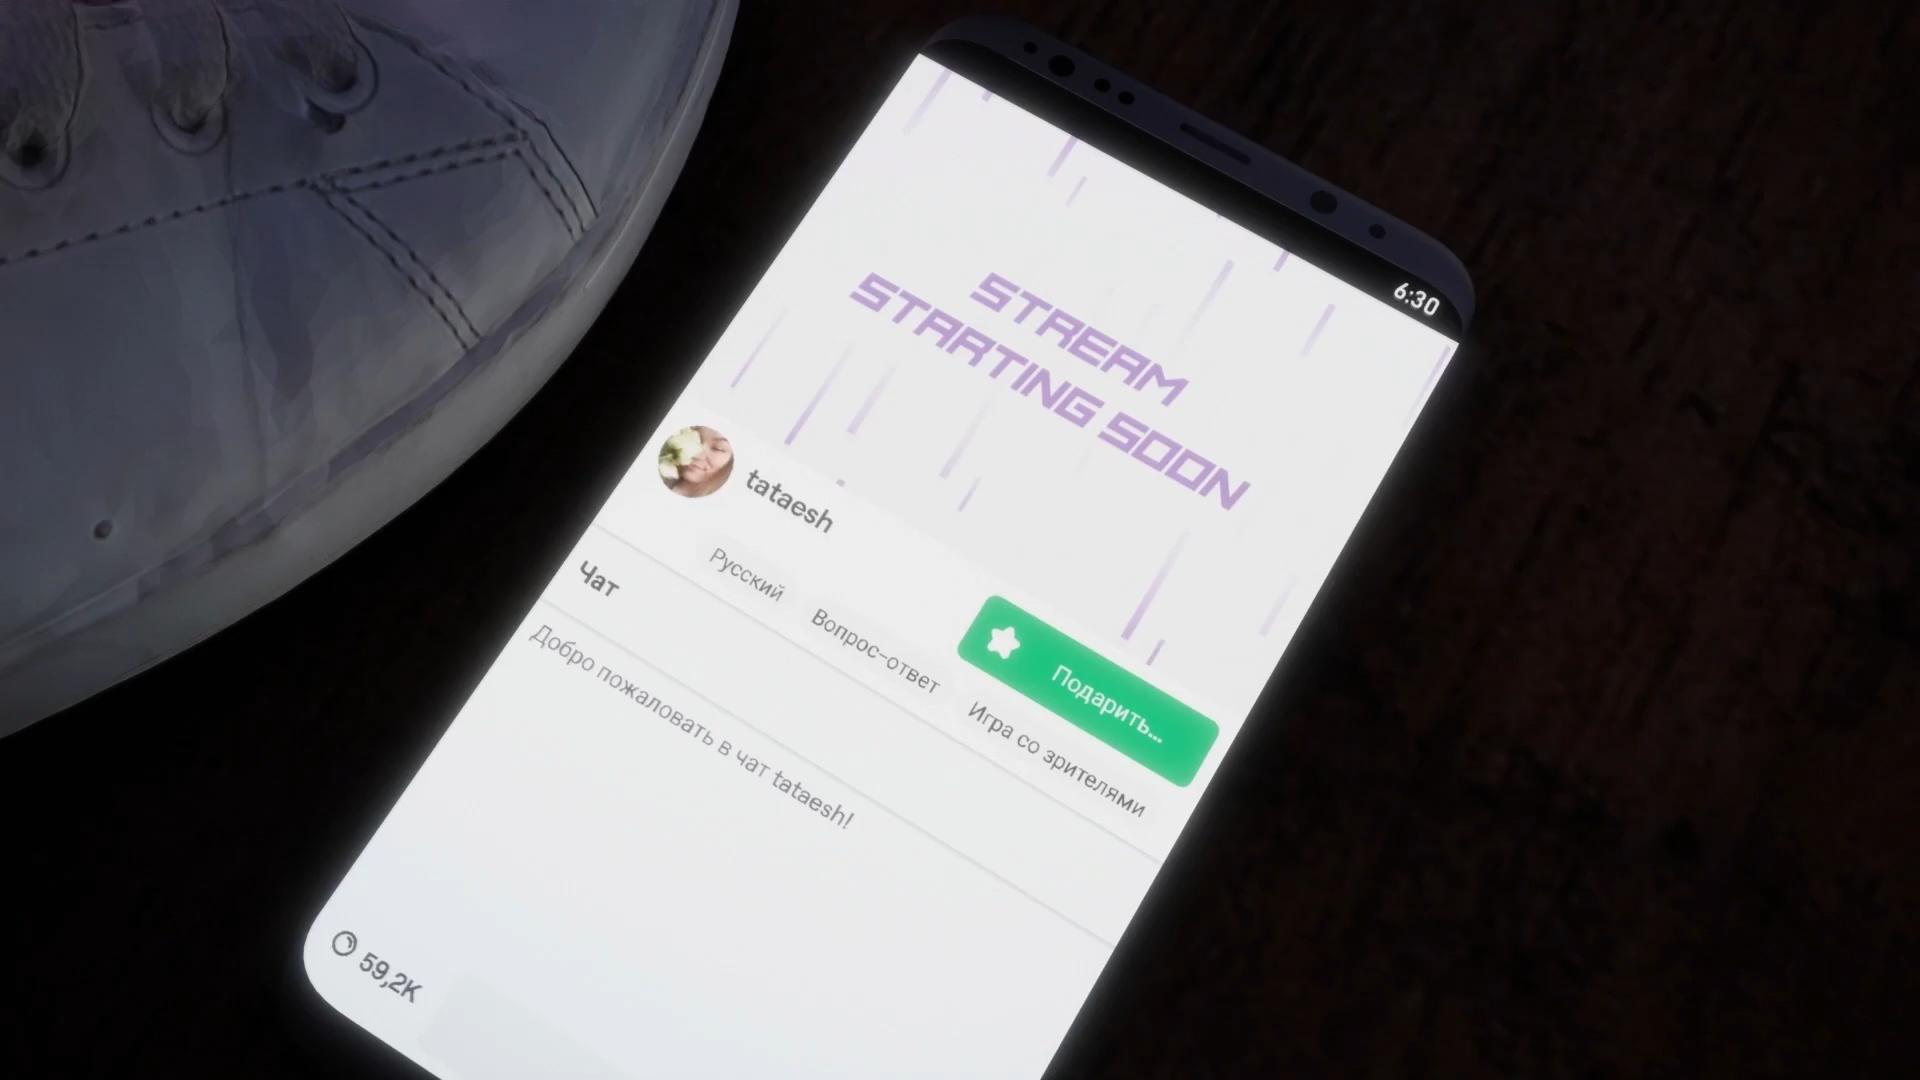 6:30
STREAM
STARTING SOON
tataesh
Русский
Вопрос-ответ
Игра со зрителями
Подарить...
Чат
Добро пожаловать в чат tataesh!
59,2K